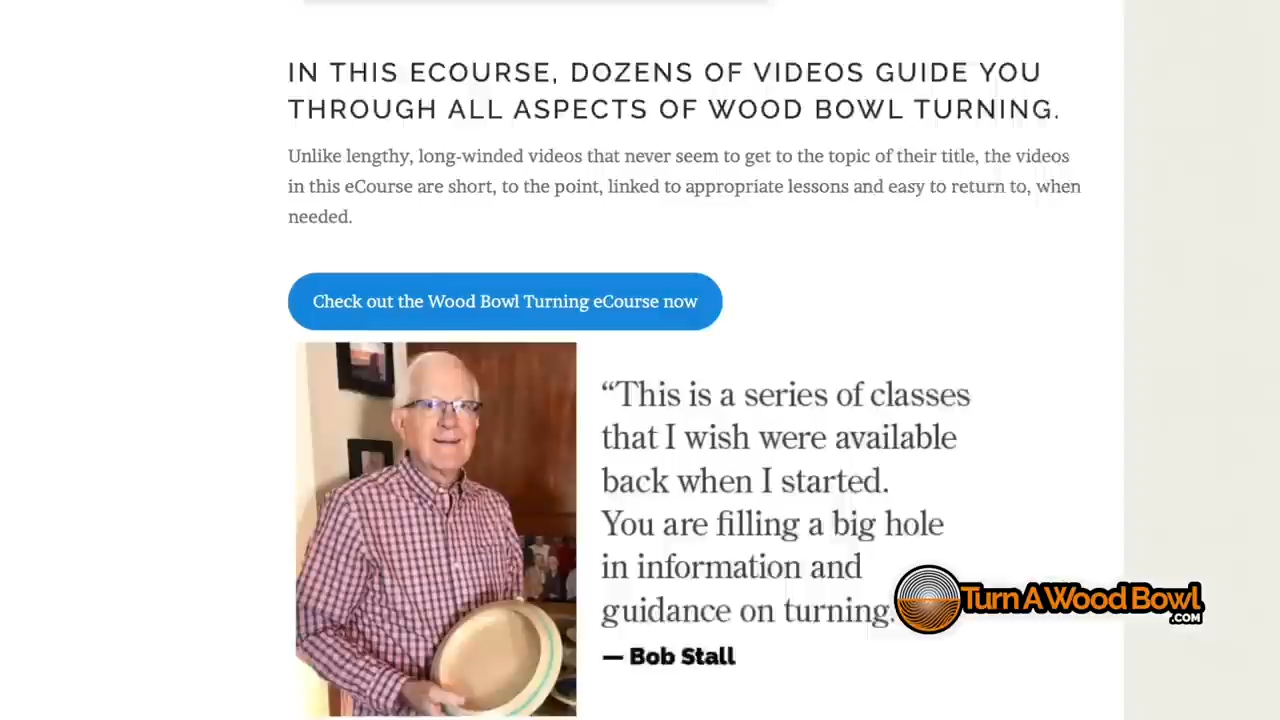 IN THIS ECOURSE, DOZENS OF VIDEOS GUIDE YOU
THROUGH ALL ASPECTS OF WOOD BOWL TURNING.
Unlike lengthy, long-winded videos that never seem to get to the topic of their title, the videos
in this eCourse are short, to the point, linked to appropriate lessons and easy to return to, when
needed.
Check out the Wood Bowl Turning eCourse now
“This is a series of classes
that I wish were available
back when I started.
You are filling a big hole
in information and
guidance on turning.
— Bob Stall
TurnAWoodBowl
.COM